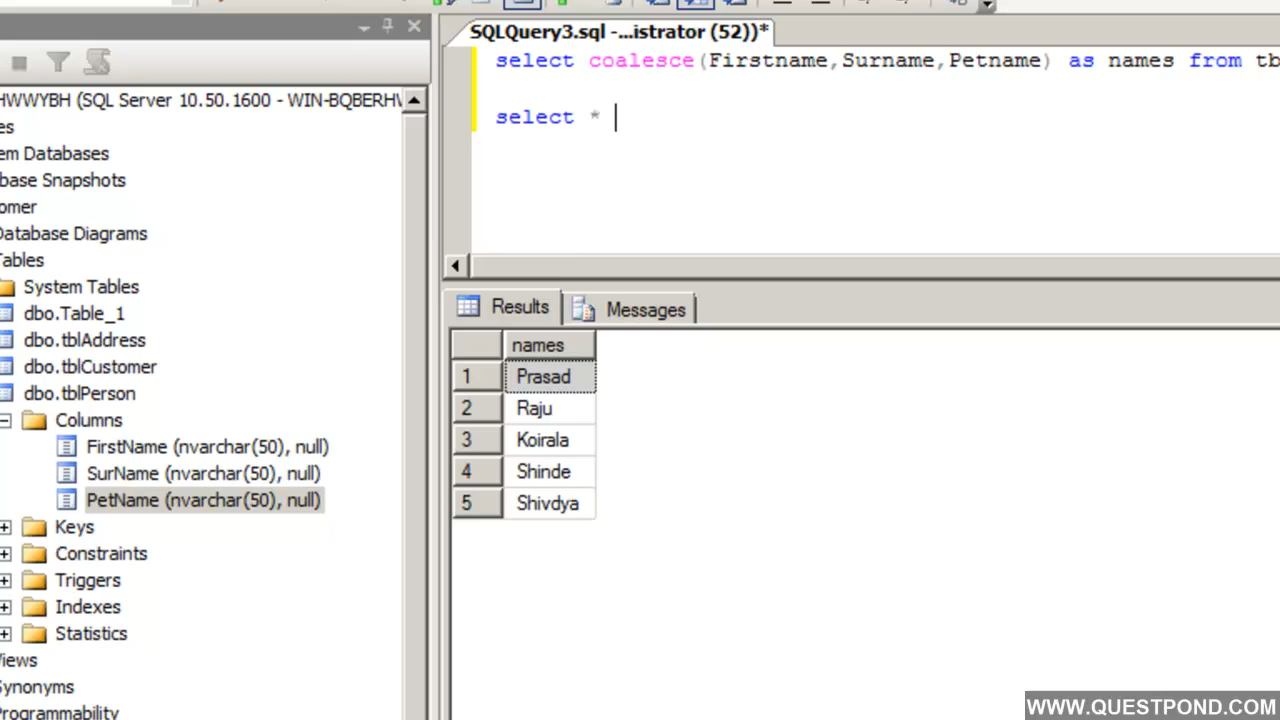 SQLQuery3.sql -...istrator (52))*
select coalesce(Firstname,Surname,Petname) as names from tb
select *
HWWYBH (SQL Server 10.50.1600 - WIN-BQBERHW
es
em Databases
base Snapshots
omer
Database Diagrams
Tables
System Tables
dbo.Table_1
dbo.tblAddress
dbo.tblCustomer
dbo.tblPerson
Columns
FirstName (nvarchar(50), null)
SurName (nvarchar(50), null)
PetName (nvarchar(50), null)
Keys
Constraints
Triggers
Indexes
Statistics
Views
Synonyms
Programmability
Results
Messages
names
1 Prasad
2 Raju
3 Koirala
4 Shinde
5 Shivdya
WWW.QUESTPOND.COM